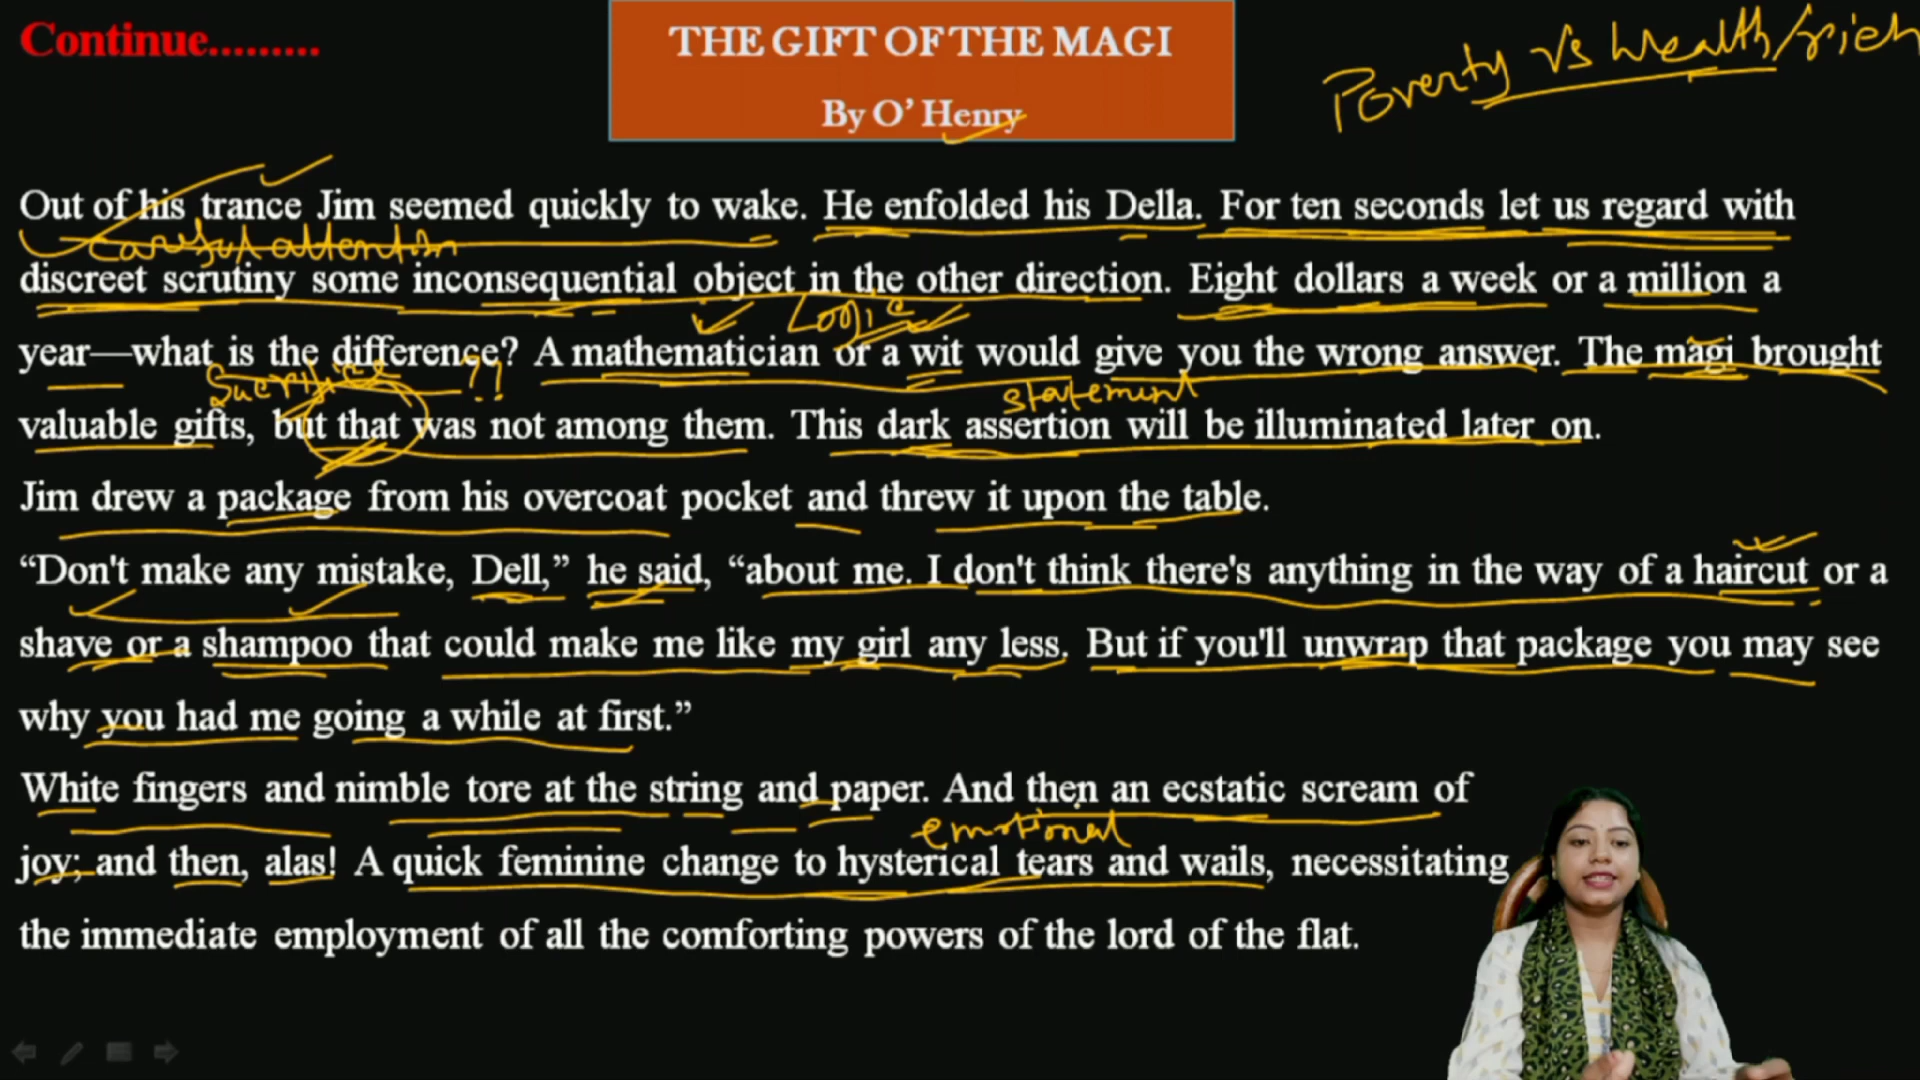 Continue.........
THE GIFT OF THE MAGI
By O’ Henry
Poverty Vs Wealth/rich
Out of his trance Jim seemed quickly to wake. He enfolded his Della. For ten seconds let us regard with
careful attention
discreet scrutiny some inconsequential object in the other direction. Eight dollars a week or a million a
Logic
year—what is the difference? A mathematician or a wit would give you the wrong answer. The magi brought
Sacrifice ?!
statement
valuable gifts, but that was not among them. This dark assertion will be illuminated later on.
Jim drew a package from his overcoat pocket and threw it upon the table.
“Don't make any mistake, Dell,” he said, “about me. I don't think there's anything in the way of a haircut or a
shave or a shampoo that could make me like my girl any less. But if you'll unwrap that package you may see
why you had me going a while at first.”
White fingers and nimble tore at the string and paper. And then an ecstatic scream of
emotional
joy; and then, alas! A quick feminine change to hysterical tears and wails, necessitating
the immediate employment of all the comforting powers of the lord of the flat.